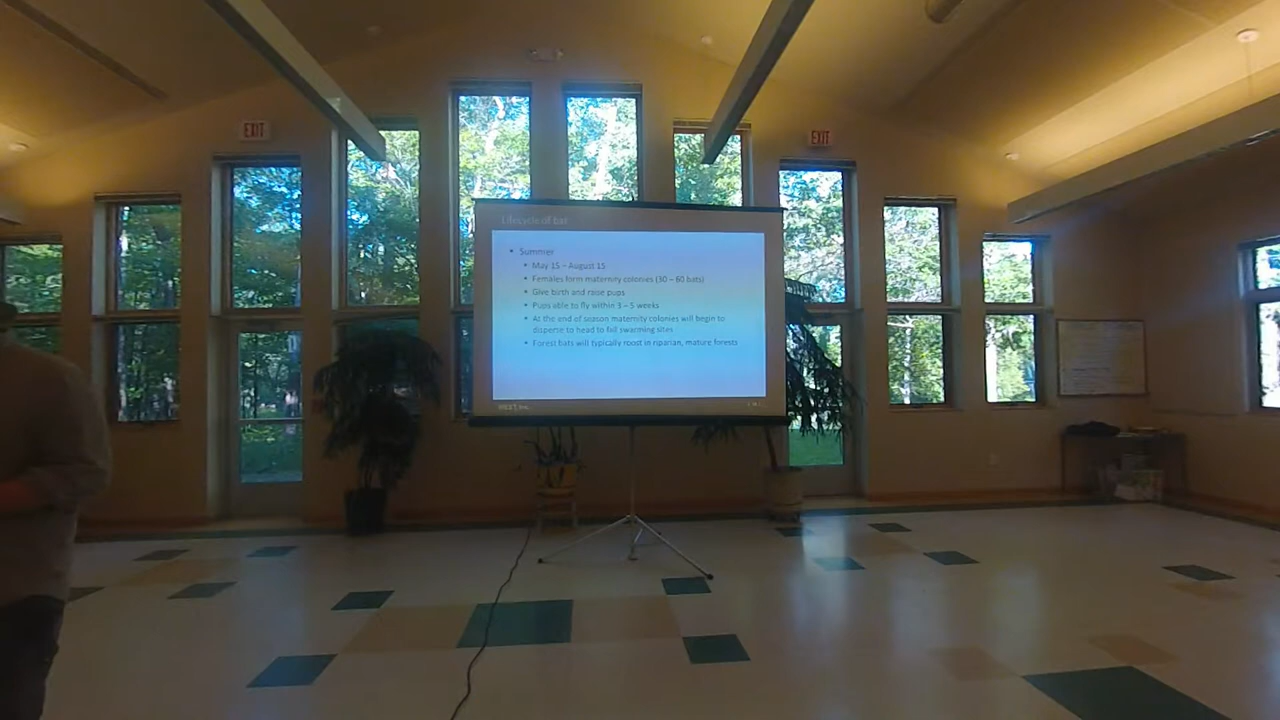 EXIT
EXIT
Lifecycle of bat
Summer
May 15 – August 15
Females form maternity colonies (30 – 60 bats)
Give birth and raise pups
Pups able to fly within 3 – 5 weeks
At the end of season maternity colonies will begin to
disperse to head to fall swarming sites
Forest bats will typically roost in riparian, mature forests